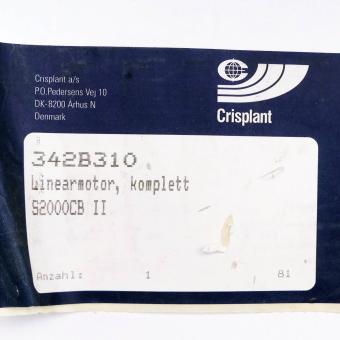 Crisplant a/s
P.O.Pedersens Vej 10
DK-8200 Århus N
Denmark
Crisplant
342B310
Linearmotor, komplett
S2000CB II
Anzahl: 1 81